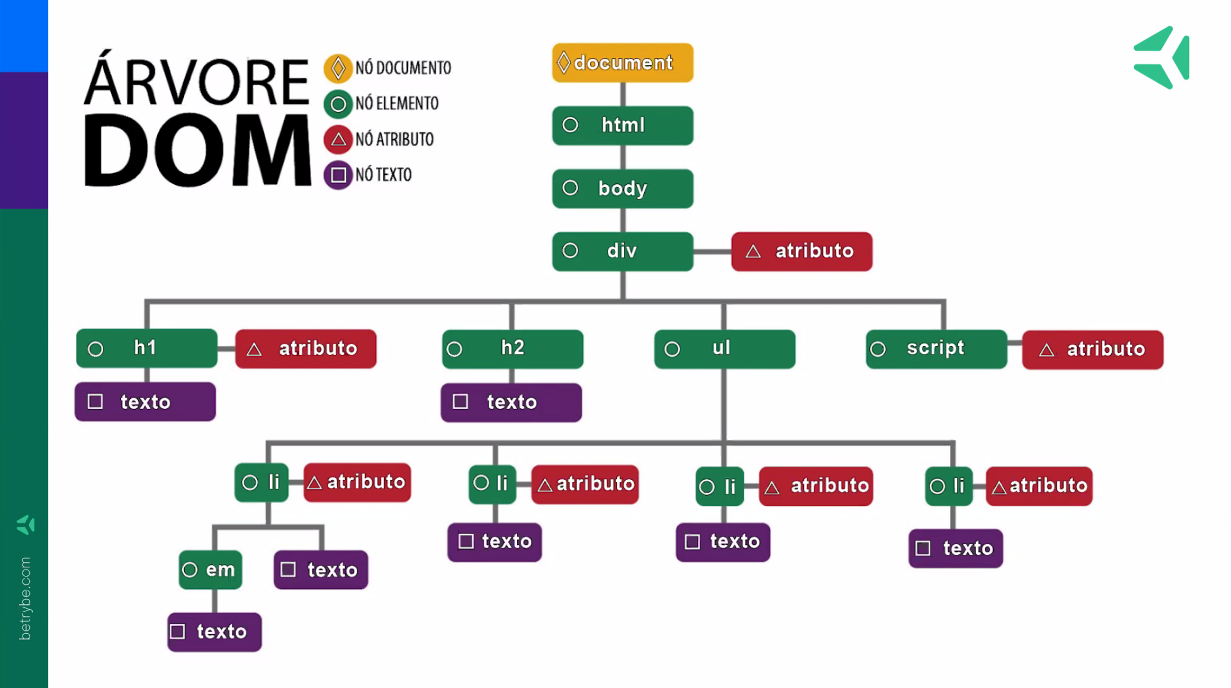 ÁRVORE
DOM
NÓ DOCUMENTO
NÓ ELEMENTO
NÓ ATRIBUTO
NÓ TEXTO
document
html
body
div
atributo
h1
atributo
h2
ul
script
atributo
texto
texto
li
atributo
li
atributo
li
atributo
li
atributo
texto
texto
texto
em
texto
texto
betrybe.com